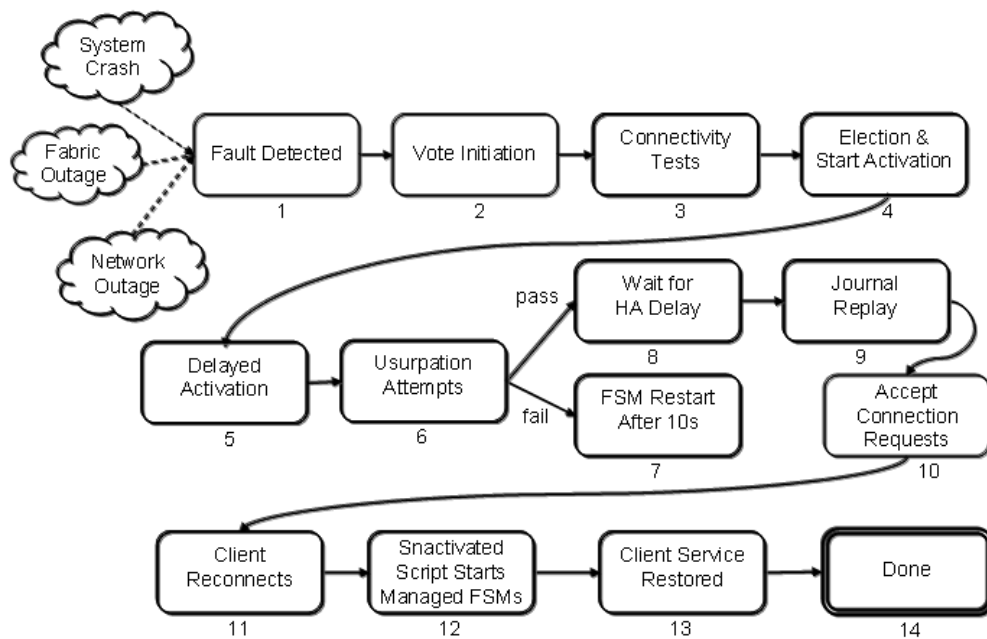 System
Crash
Fabric
Outage
Network
Outage
Fault Detected
1
Vote Initiation
2
Connectivity
Tests
3
Election &
Start Activation
4
Delayed
Activation
5
Usurpation
Attempts
6
pass
fail
Wait for
HA Delay
8
FSM Restart
After 10s
7
Journal
Replay
9
Accept
Connection
Requests
10
Client
Reconnects
11
Snactivated
Script Starts
Managed FSMs
12
Client Service
Restored
13
Done
14